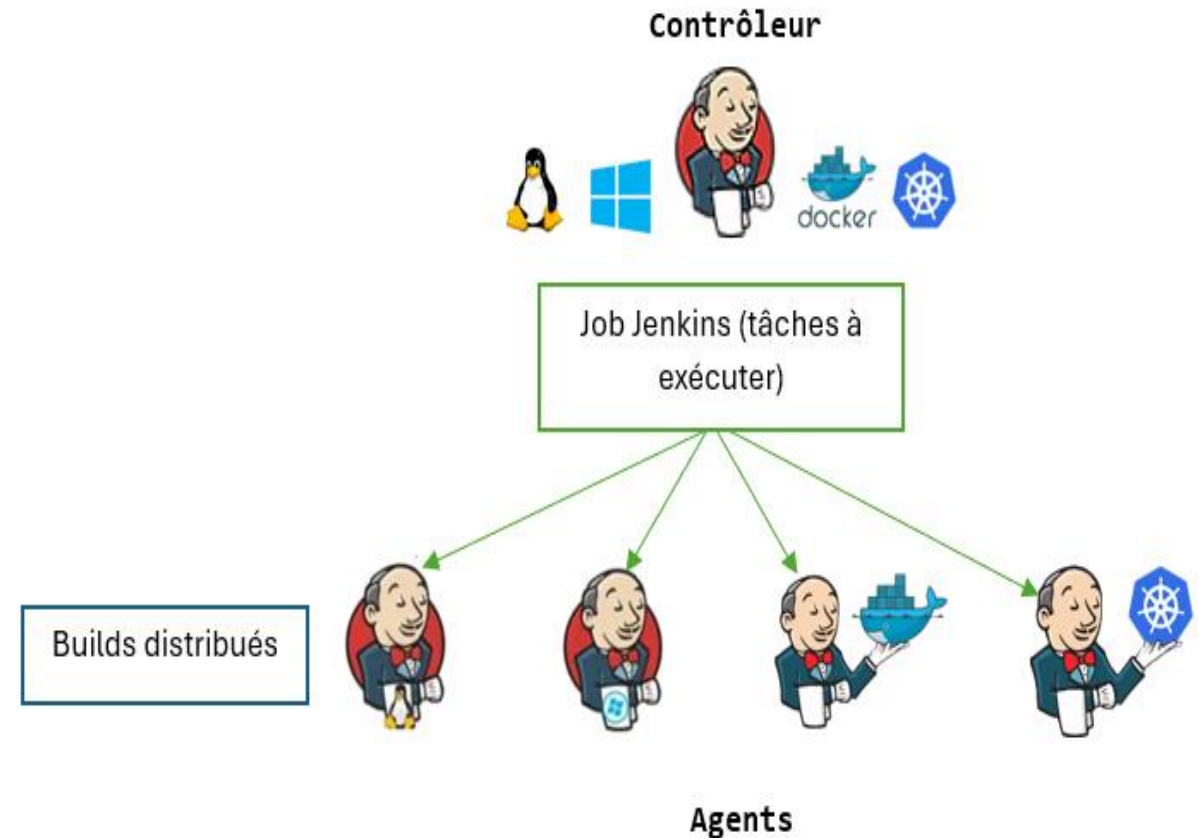 Contrôleur
docker
Job Jenkins (tâches à
exécuter)
Builds distribués
Agents